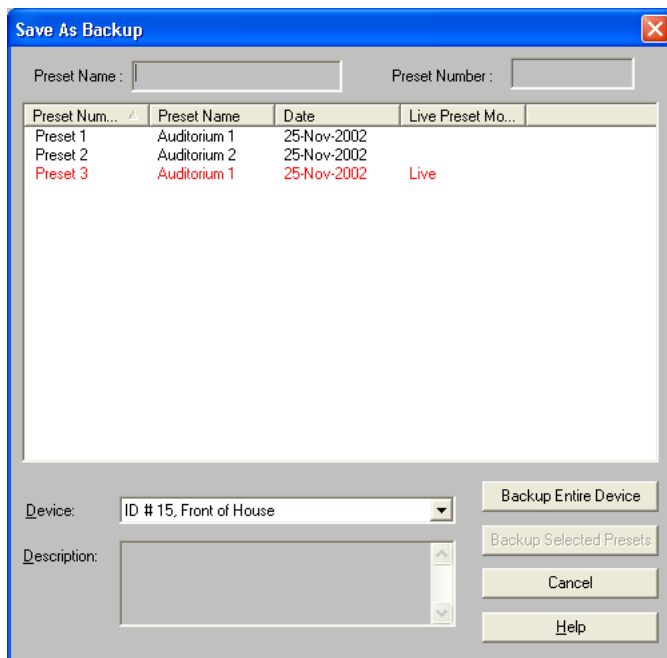 Save As Backup
Preset Name :
Preset Number :
Preset Num... Preset Name Date Live Preset Mo...
Preset 1 Auditorium 1 25-Nov-2002
Preset 2 Auditorium 2 25-Nov-2002
Preset 3 Auditorium 1 25-Nov-2002 Live
Device: ID # 15, Front of House
Description:
Backup Entire Device
Backup Selected Presets
Cancel
Help